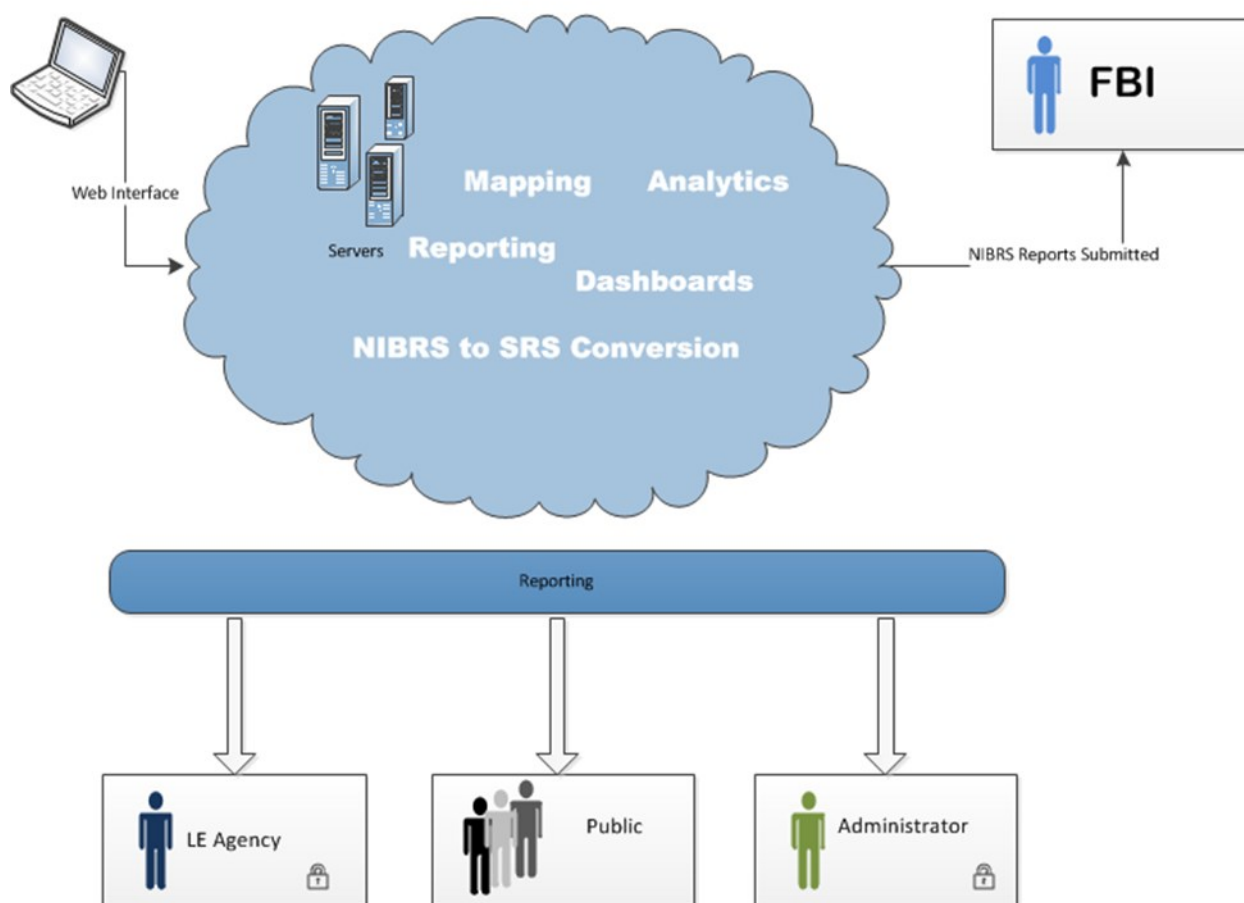 FBI
Web Interface
Mapping Analytics
Servers
Reporting
Dashboards
NIBRS Reports Submitted
NIBRS to SRS Conversion
Reporting
LE Agency
Public
Administrator